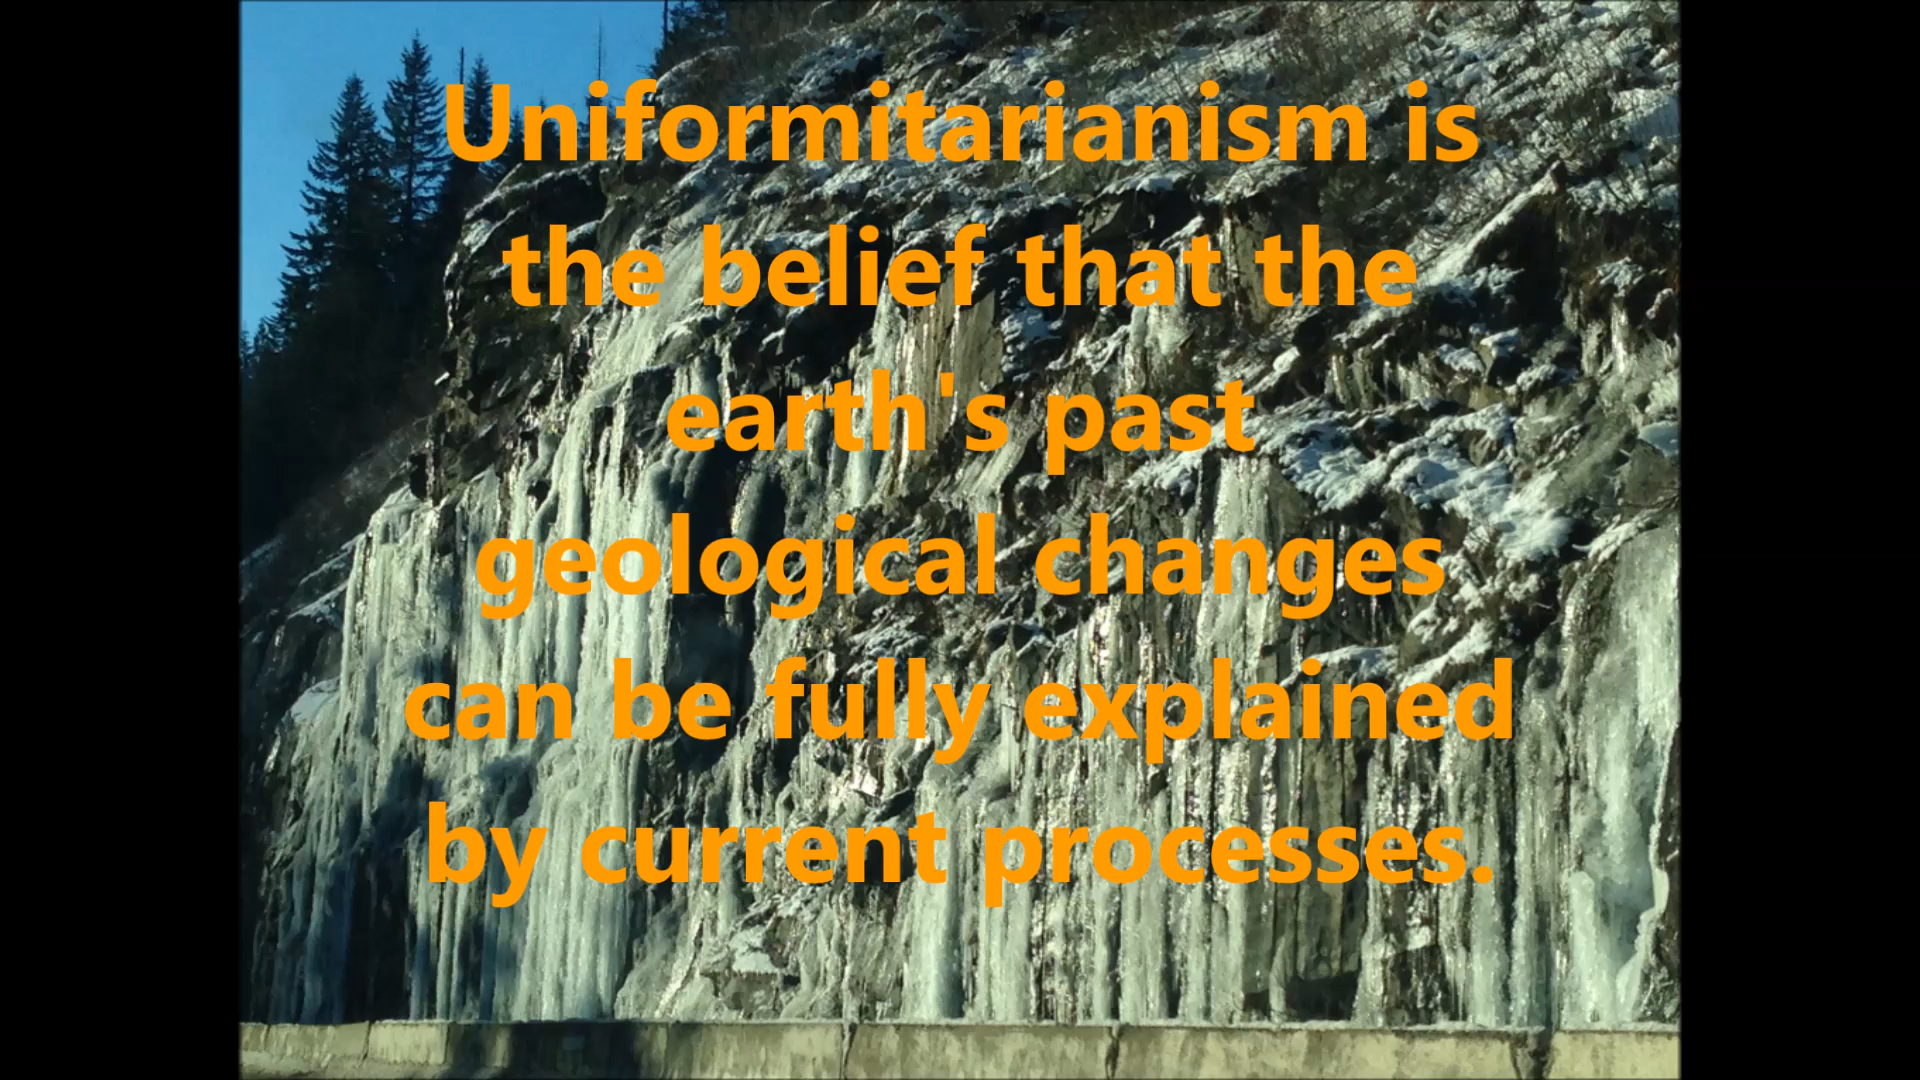 Uniformitarianism is
the belief that the
earth's past
geological changes
can be fully explained
by current processes.